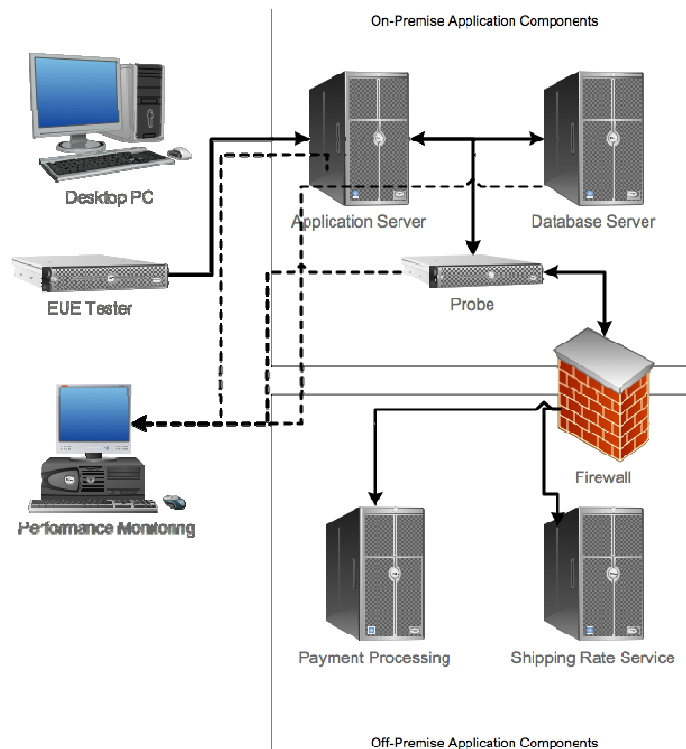 On-Premise Application Components
Desktop PC
Application Server
Database Server
EUE Tester
Probe
Firewall
Performance Monitoring
Payment Processing
Shipping Rate Service
Off-Premise Application Components